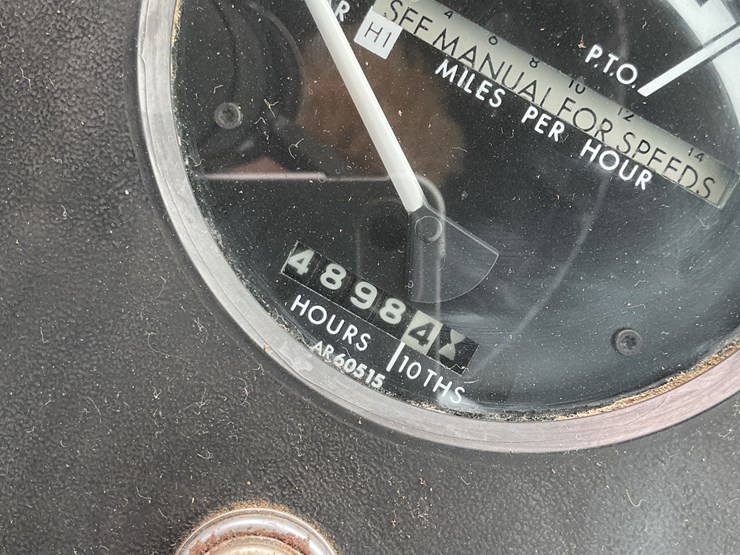 R
HI
SEE MANUAL FOR SPEEDS
4 6 8 10 12 14
MILES PER HOUR
P.T.O.
48984
HOURS
10THS
AR60515